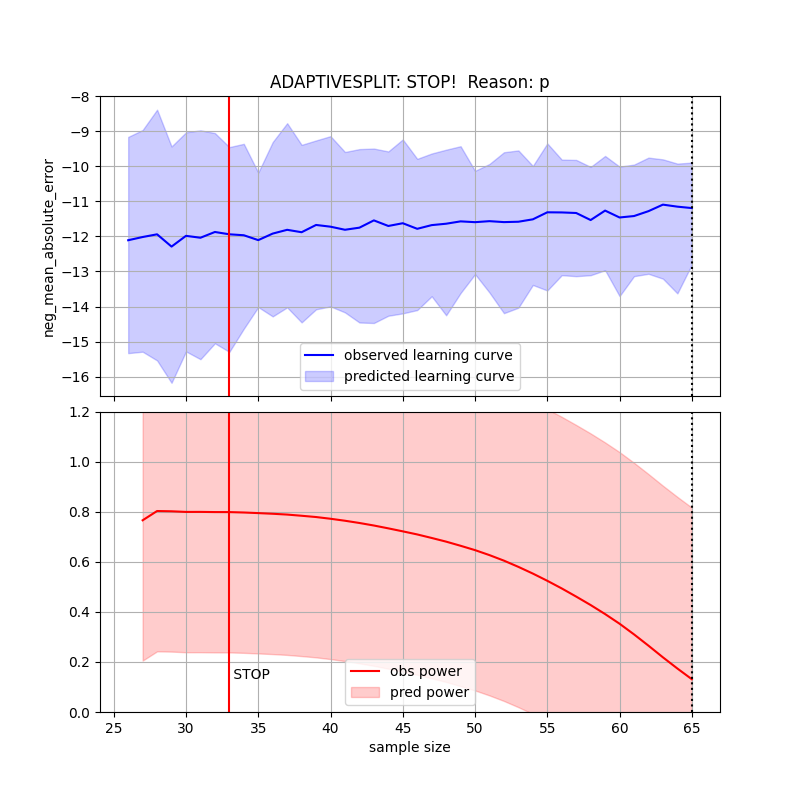 ADAPTIVESPLIT: STOP!  Reason: p
neg_mean_absolute_error
−8
−9
−10
−11
−12
−13
−14
−15
−16
observed learning curve
predicted learning curve
1.2
1.0
0.8
0.6
0.4
0.2
0.0
STOP
obs power
pred power
25 30 35 40 45 50 55 60 65
sample size